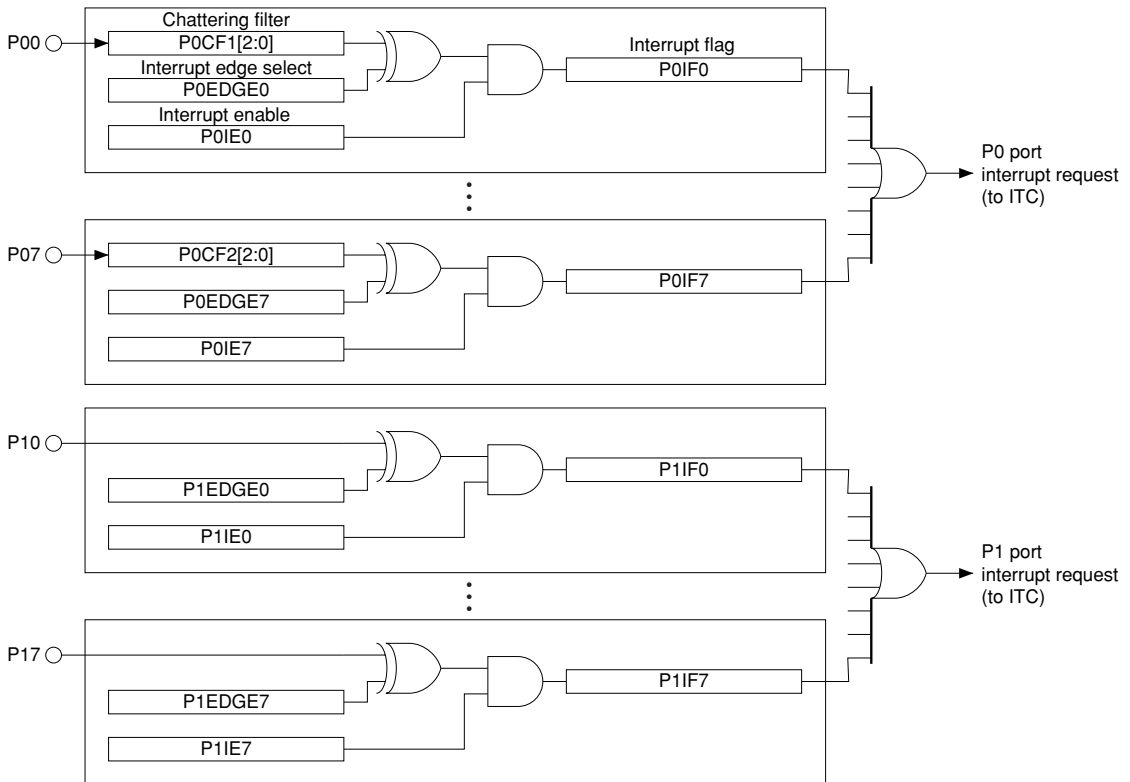 P00
Chattering filter
P0CF1[2:0]
Interrupt edge select
P0EDGE0
Interrupt enable
P0IE0
Interrupt flag
P0IF0
P0 port
interrupt request
(to ITC)
P07
P0CF2[2:0]
P0EDGE7
P0IE7
P0IF7
P10
P1EDGE0
P1IE0
P1IF0
P1 port
interrupt request
(to ITC)
P17
P1EDGE7
P1IE7
P1IF7